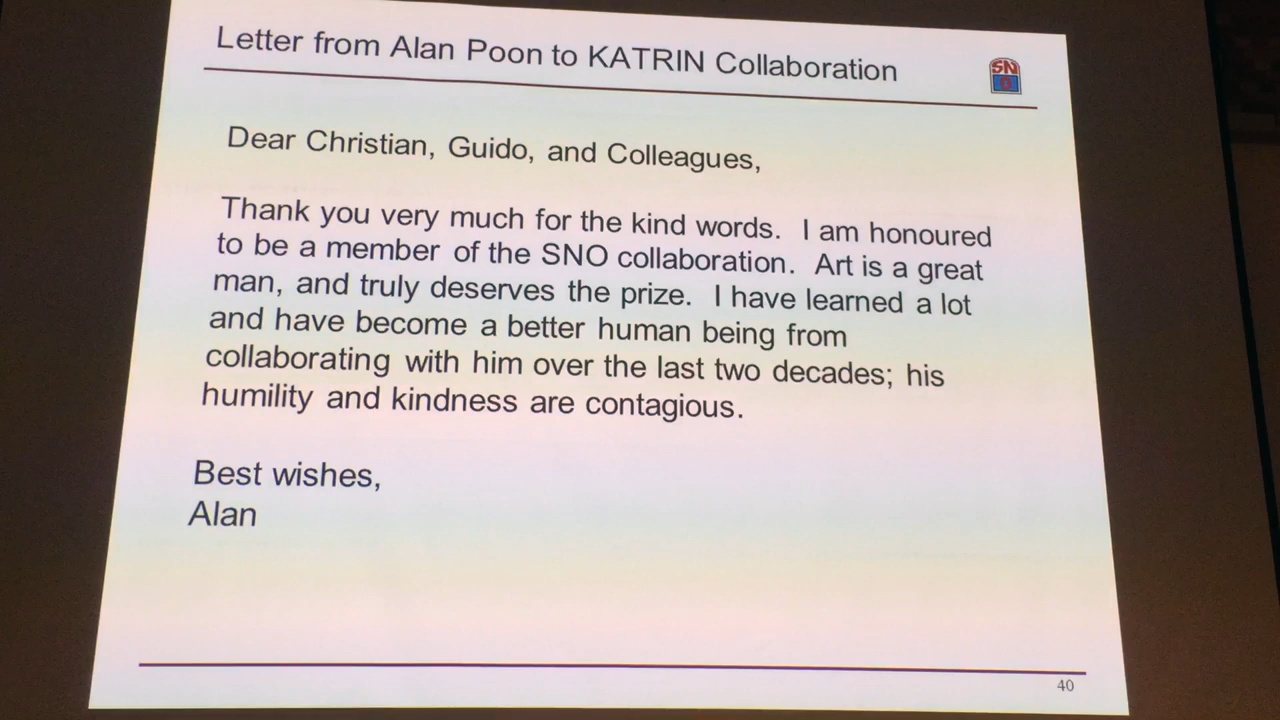 Letter from Alan Poon to KATRIN Collaboration
SN
O
Dear Christian, Guido, and Colleagues,
Thank you very much for the kind words. I am honoured
to be a member of the SNO collaboration. Art is a great
man, and truly deserves the prize. I have learned a lot
and have become a better human being from
collaborating with him over the last two decades; his
humility and kindness are contagious.
Best wishes,
Alan
40